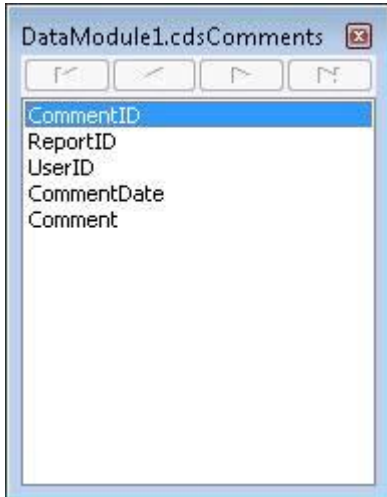 DataModule1.cdsComments
CommentID
ReportID
UserID
CommentDate
Comment